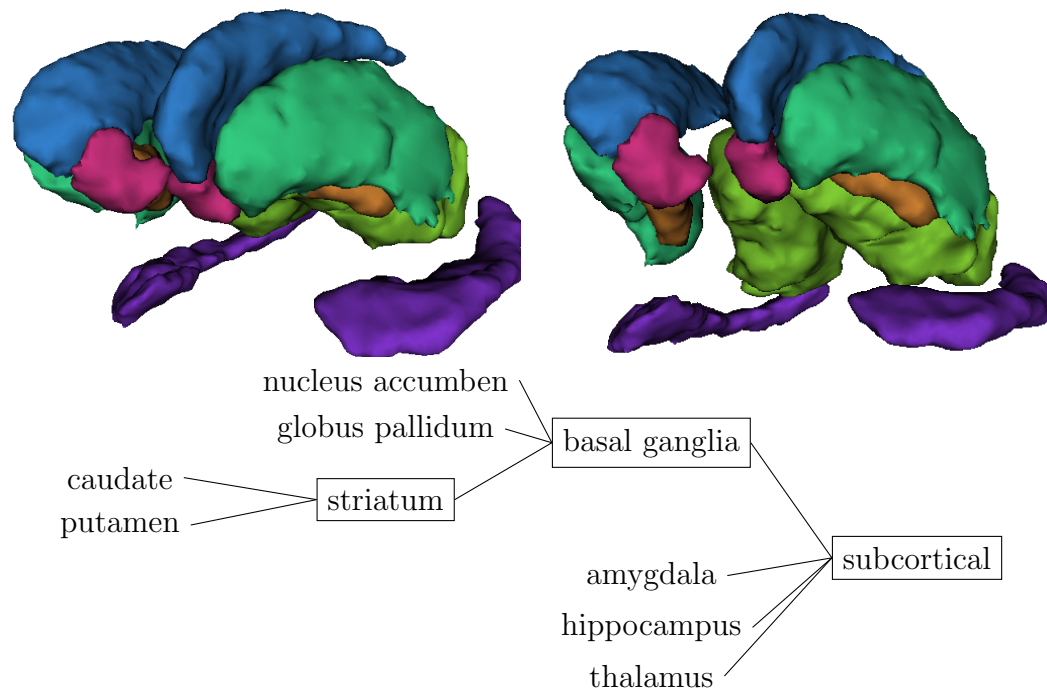 nucleus accumben
globus pallidum
basal ganglia
caudate
striatum
putamen
subcortical
amygdala
hippocampus
thalamus